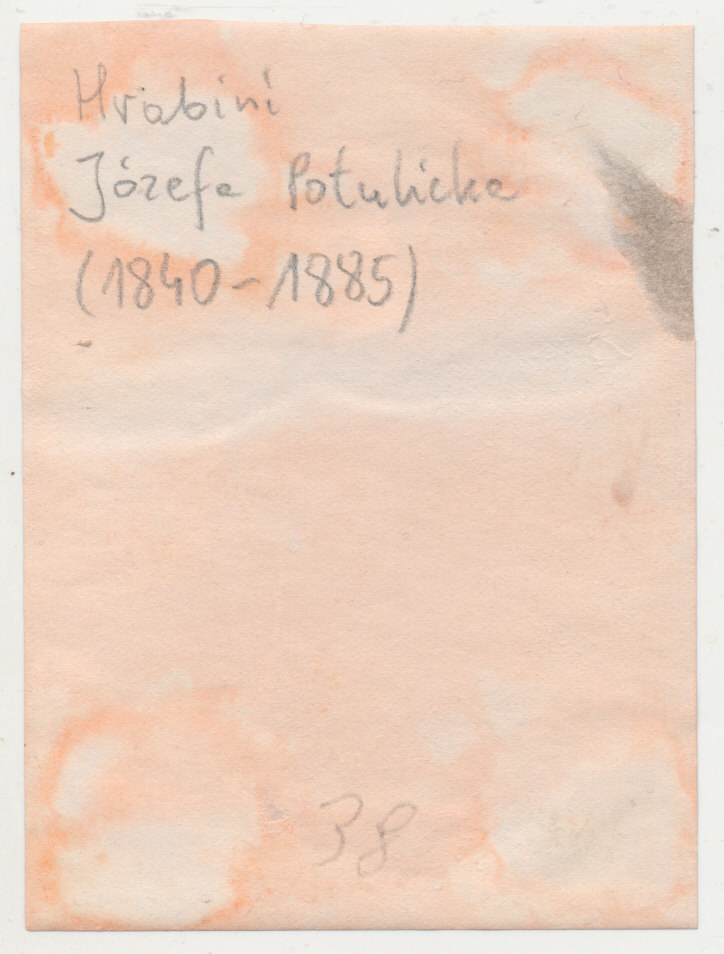 Hrabini
Józefa Potulicka
(1840-1885)
38